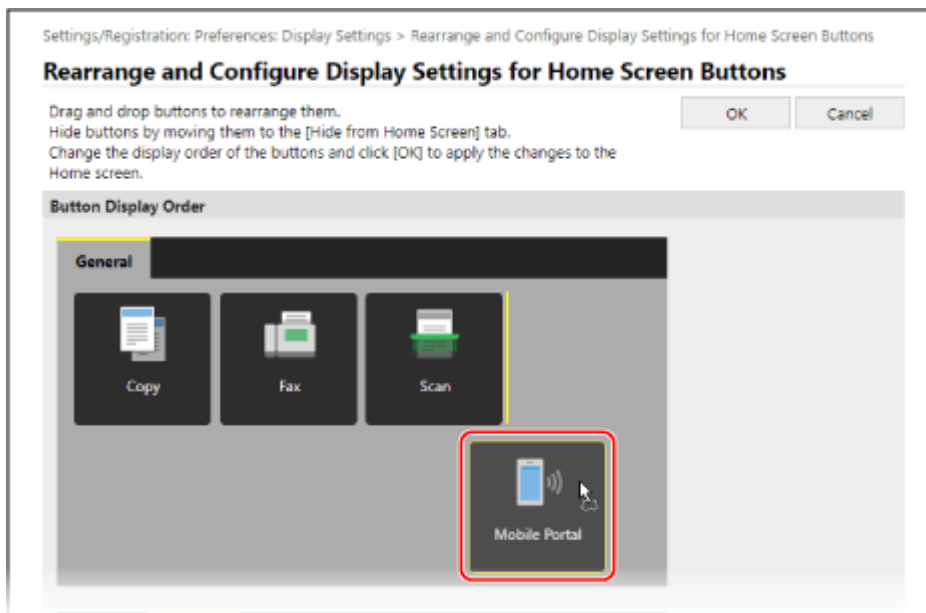 Settings/Registration: Preferences: Display Settings > Rearrange and Configure Display Settings for Home Screen Buttons
Rearrange and Configure Display Settings for Home Screen Buttons
Drag and drop buttons to rearrange them.
Hide buttons by moving them to the [Hide from Home Screen] tab.
Change the display order of the buttons and click [OK] to apply the changes to the
Home screen.
OK
Cancel
Button Display Order
General
Copy
Fax
Scan
Mobile Portal